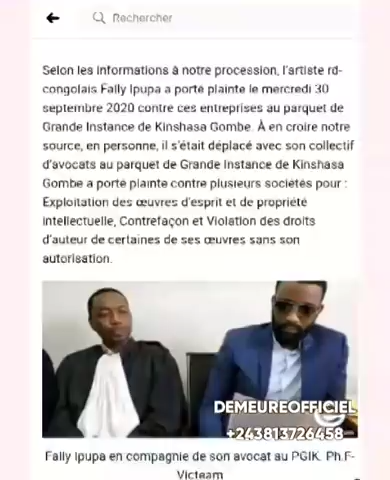 Rechercher
Selon les informations à notre procession, l'artiste rd-
congolais Fally Ipupa a porté plainte le mercredi 30
septembre 2020 contre ces entreprises au parquet de
Grande Instance de Kinshasa Gombe. À en croire notre
source, en personne, il s'était déplacé avec son collectif
d'avocats au parquet de Grande Instance de Kinshasa
Gombe a porté plainte contre plusieurs sociétés pour :
Exploitation des œuvres d'esprit et de propriété
intellectuelle, Contrefaçon et Violation des droits
d'auteur de certaines de ses œuvres sans son
autorisation.
DEMEUREOFFICIEL
+243813726458
Fally Ipupa en compagnie de son avocat au PGIK. Ph.F-
Victeam